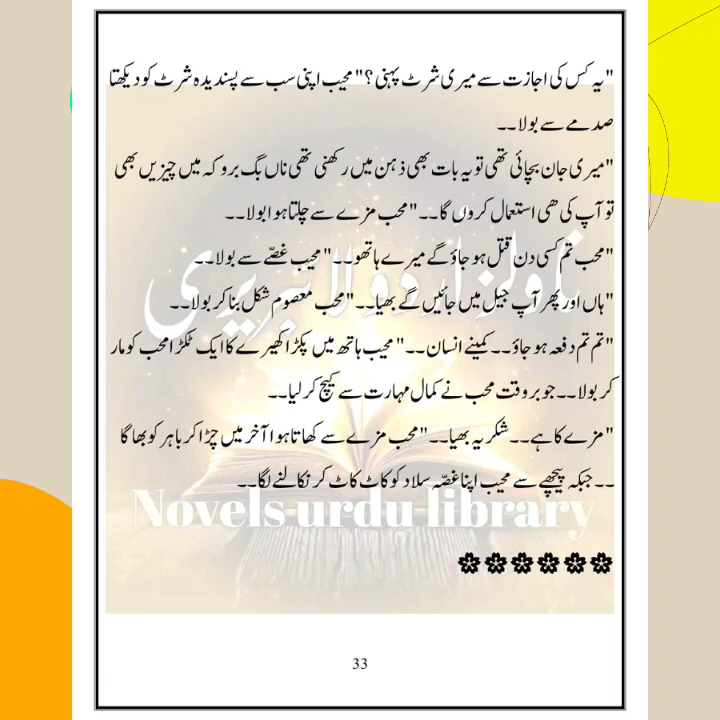 "یہ کس کی اجازت سے میری شرٹ پہنی؟" محیب اپنی سب سے پسندیدہ شرٹ کو دیکھتا
صدمے سے بولا۔۔
"میری جان بچائی تھی تو یہ بات بھی ذہن میں رکھنی تھی ناں بگ برو کہ میں چیزیں بھی
تو آپ کی ھی استعمال کروں گا۔۔" محب مزے سے چلتا ہوا بولا۔۔
"محب تم کسی دن قتل ہو جاؤ گے میرے ہاتھو۔۔" محیب غصّے سے بولا۔۔
"ہاں اور پھر آپ جیل میں جائیں گے بھیا۔۔" محب معصوم شکل بنا کر بولا۔۔
"تم تم دفعہ ہو جاؤ۔۔ کمینے انسان۔۔" محیب ہاتھ میں پکڑا کھیرے کا ایک ٹکڑا محب کو مار
کر بولا۔۔ جو بروقت محب نے کمال مہارت سے کیچ کر لیا۔۔
"مزے کا ہے۔۔ شکریہ بھیا۔۔" محب مزے سے کھاتا ہوا آخر میں چڑا کر باہر کو بھاگا
۔۔ جبکہ پیچھے سے محیب اپنا غصّہ سلاد کو کاٹ کاٹ کر نکالنے لگا۔۔
ناولز اردو لائبریری
Novels urdu library
33